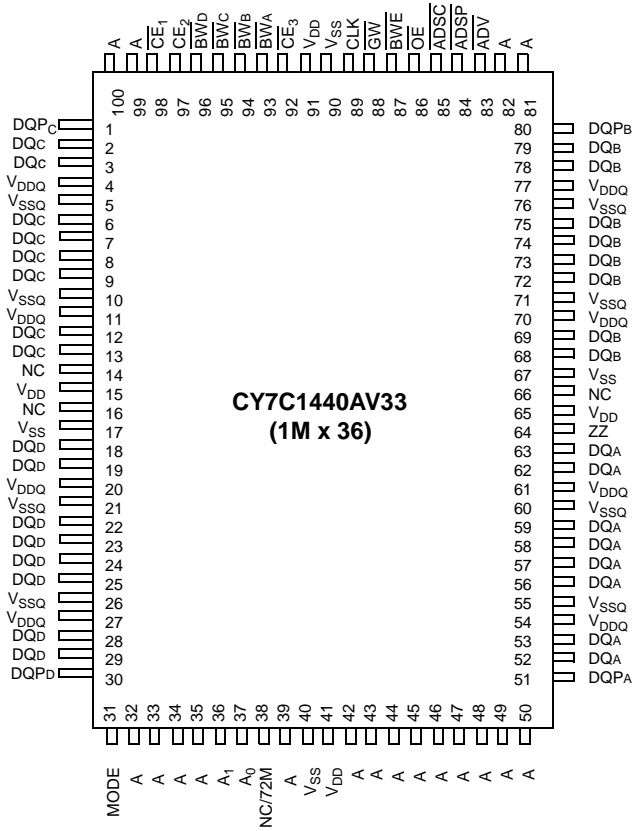 A A CE1 CE2 BWD BWC BWB BWA CE3 VDD VSS CLK GW BWE OE ADSC ADSP ADV A A
100 99 98 97 96 95 94 93 92 91 90 89 88 87 86 85 84 83 82 81
DQPC 1 80 DQPB
DQC 2 79 DQB
DQC 3 78 DQB
VDDQ 4 77 VDDQ
VSSQ 5 76 VSSQ
DQC 6 75 DQB
DQC 7 74 DQB
DQC 8 73 DQB
DQC 9 72 DQB
VSSQ 10 71 VSSQ
VDDQ 11 70 VDDQ
DQC 12 69 DQB
DQC 13 68 DQB
NC 14 67 VSS
VDD 15 66 NC
NC 16 65 VDD
VSS 17 64 ZZ
DQD 18 63 DQA
DQD 19 62 DQA
VDDQ 20 61 VDDQ
VSSQ 21 60 VSSQ
DQD 22 59 DQA
DQD 23 58 DQA
DQD 24 57 DQA
DQD 25 56 DQA
VSSQ 26 55 VSSQ
VDDQ 27 54 VDDQ
DQD 28 53 DQA
DQD 29 52 DQA
DQPD 30 51 DQPA
CY7C1440AV33
(1M x 36)
31 32 33 34 35 36 37 38 39 40 41 42 43 44 45 46 47 48 49 50
MODE A A A A A1 A0 NC/72M A VSS VDD A A A A A A A A A